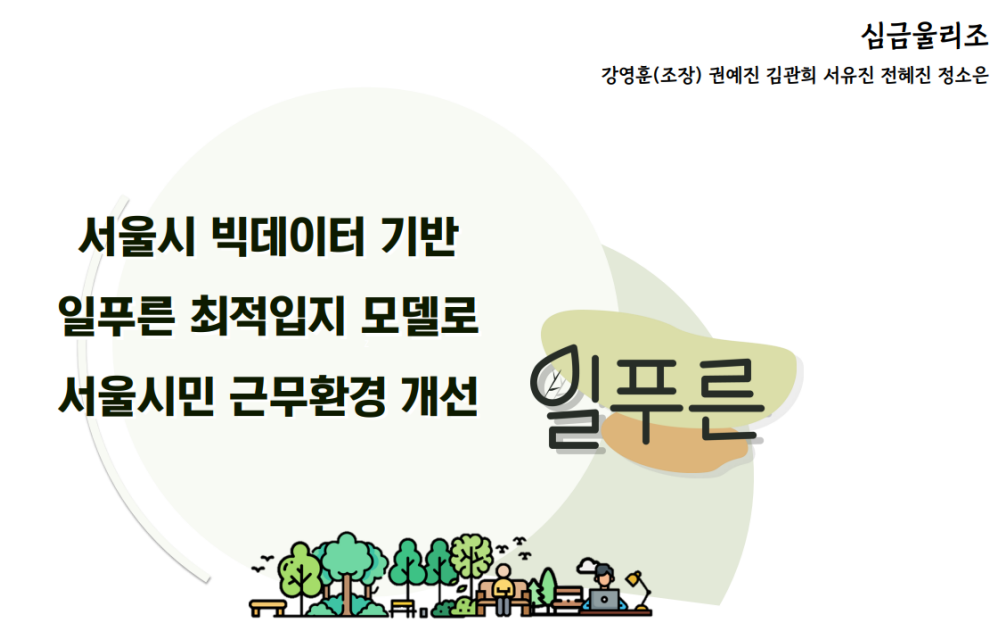 심금울리조
강영훈(조장) 권예진 김관희 서유진 전혜진 정소은
서울시 빅데이터 기반
일푸른 최적입지 모델로
서울시민 근무환경 개선
일푸른